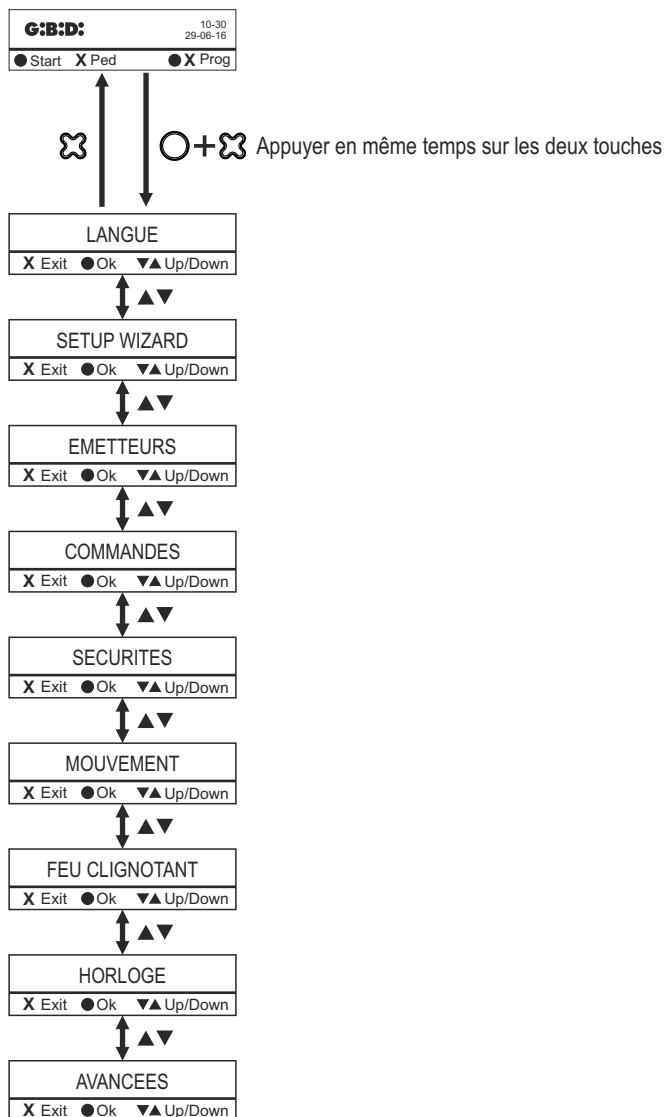 G:B:D: 10-30
29-06-16
● Start X Ped ● X Prog
+ Appuyer en même temps sur les deux touches
LANGUE
X Exit ● Ok ▼▲ Up/Down
▲▼
SETUP WIZARD
X Exit ● Ok ▼▲ Up/Down
▲▼
EMETTEURS
X Exit ● Ok ▼▲ Up/Down
▲▼
COMMANDES
X Exit ● Ok ▼▲ Up/Down
▲▼
SECURITES
X Exit ● Ok ▼▲ Up/Down
▲▼
MOUVEMENT
X Exit ● Ok ▼▲ Up/Down
▲▼
FEU CLIGNOTANT
X Exit ● Ok ▼▲ Up/Down
▲▼
HORLOGE
X Exit ● Ok ▼▲ Up/Down
▲▼
AVANCEES
X Exit ● Ok ▼▲ Up/Down